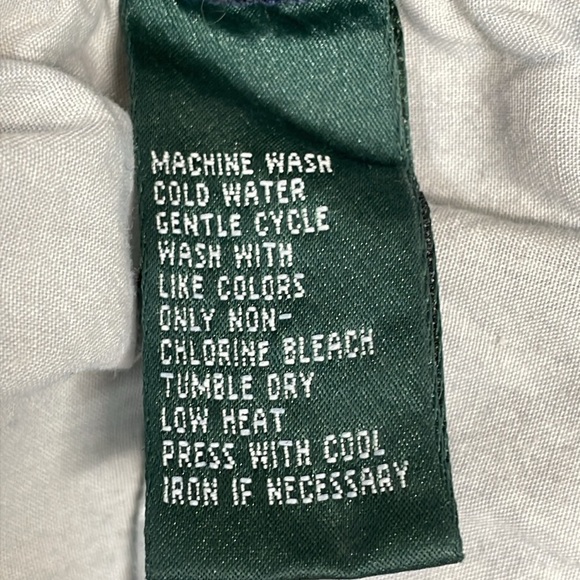 MACHINE WASH
COLD WATER
GENTLE CYCLE
WASH WITH
LIKE COLORS
ONLY NON-
CHLORINE BLEACH
TUMBLE DRY
LOW HEAT
PRESS WITH COOL
IRON IF NECESSARY